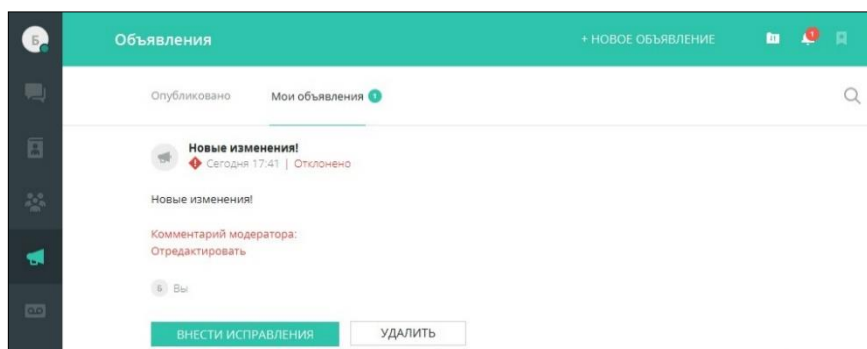 Б
Объявления
+ НОВОЕ ОБЪЯВЛЕНИЕ
1
Опубликовано
Мои объявления 1
Новые изменения!
Сегодня 17:41 | Отклонено
Новые изменения!
Комментарий модератора:
Отредактировать
Б Вы
ВНЕСТИ ИСПРАВЛЕНИЯ
УДАЛИТЬ